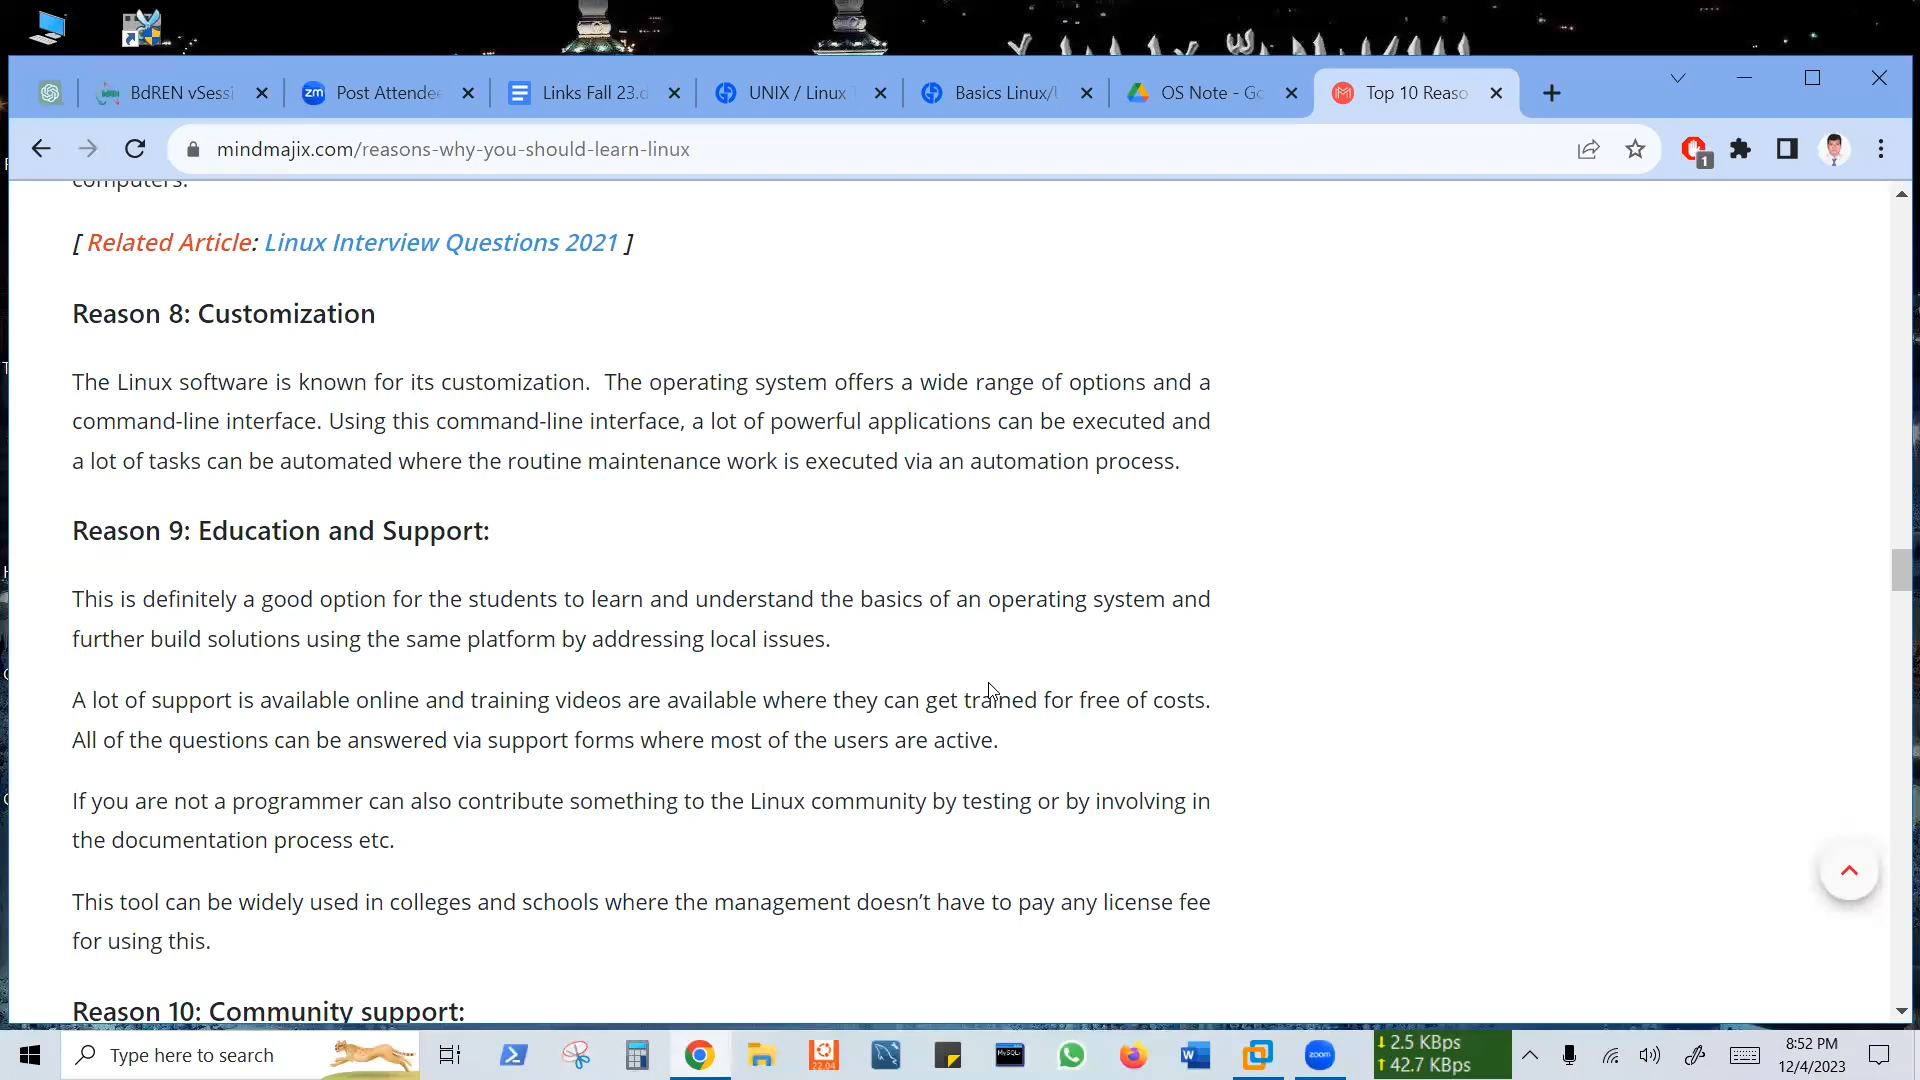 BdREN vSessi
Post Attendee
Links Fall 23.d
UNIX / Linux T
Basics Linux/U
OS Note - Go
Top 10 Reaso
mindmajix.com/reasons-why-you-should-learn-linux
1
computers.
[ Related Article: Linux Interview Questions 2021 ]
Reason 8: Customization
The Linux software is known for its customization.  The operating system offers a wide range of options and a
command-line interface. Using this command-line interface, a lot of powerful applications can be executed and
a lot of tasks can be automated where the routine maintenance work is executed via an automation process.
Reason 9: Education and Support:
This is definitely a good option for the students to learn and understand the basics of an operating system and
further build solutions using the same platform by addressing local issues.
A lot of support is available online and training videos are available where they can get trained for free of costs.
All of the questions can be answered via support forms where most of the users are active.
If you are not a programmer can also contribute something to the Linux community by testing or by involving in
the documentation process etc.
This tool can be widely used in colleges and schools where the management doesn't have to pay any license fee
for using this.
Reason 10: Community support:
Type here to search
22.04
MySQL
zoom
↓ 2.5 KBps
↑ 42.7 KBps
8:52 PM
12/4/2023